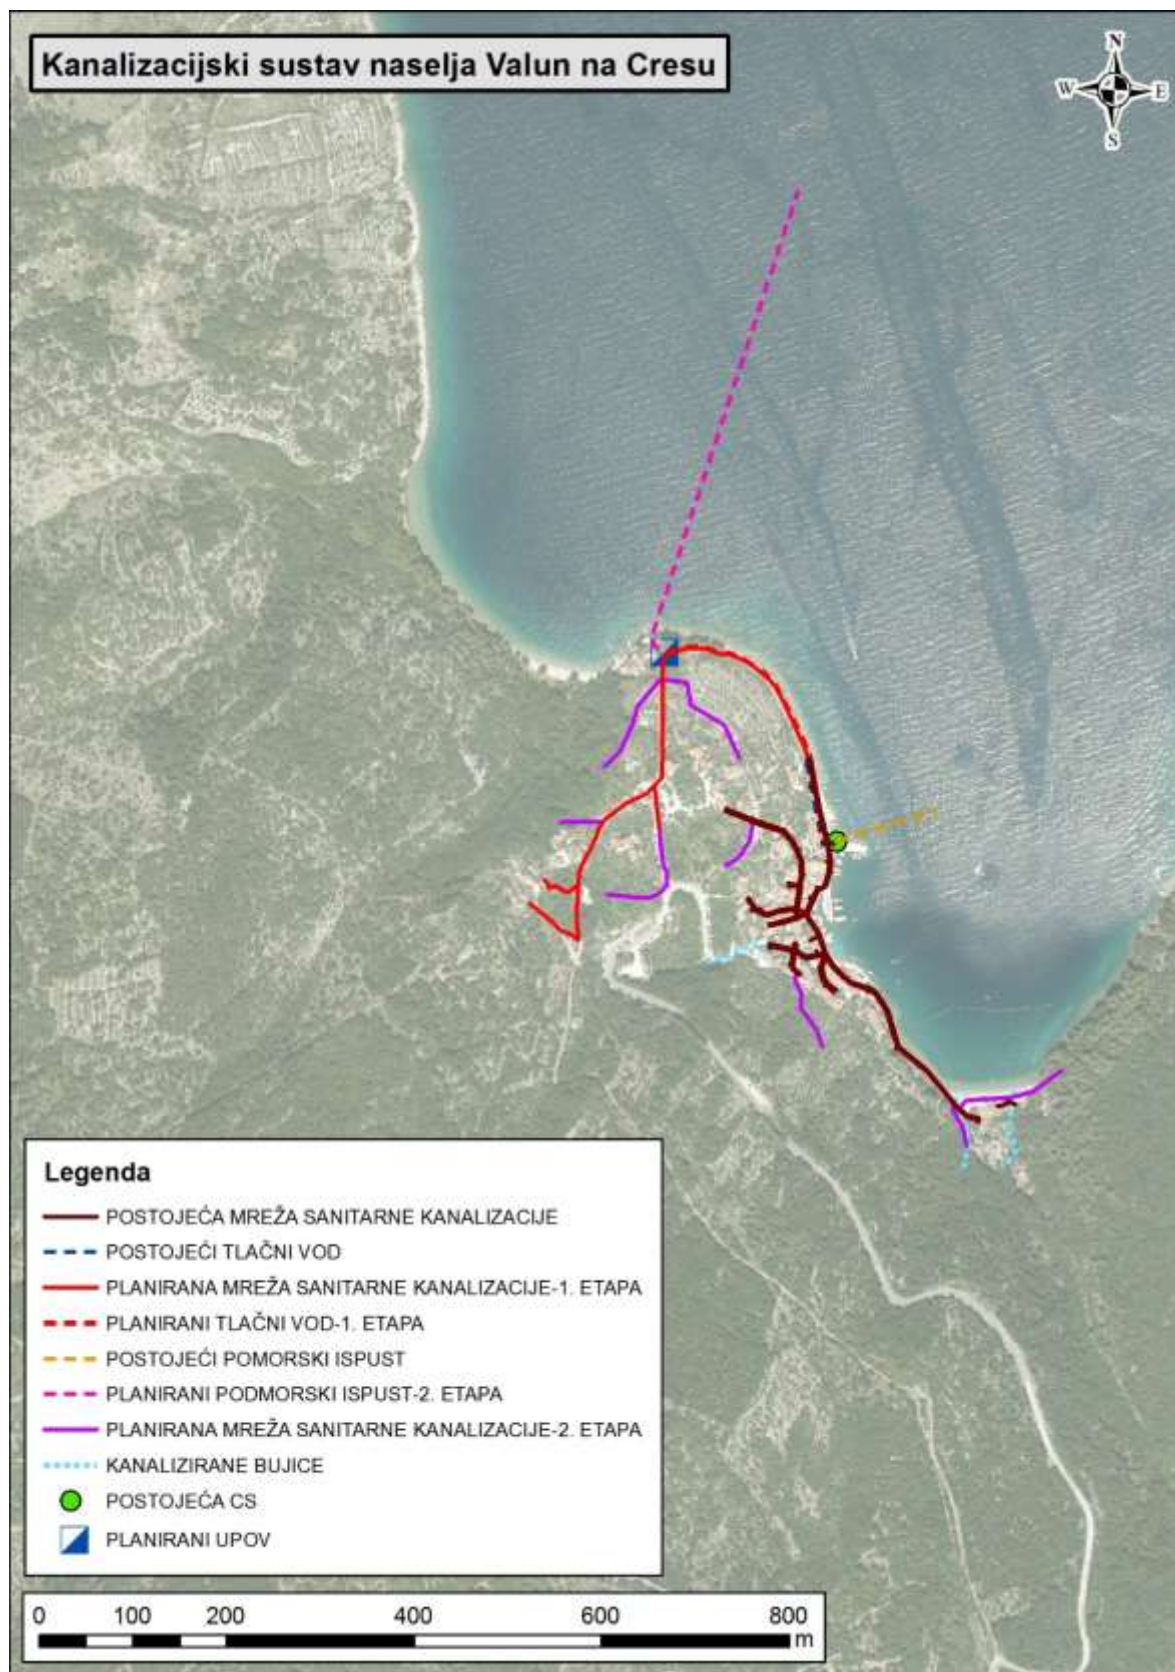 Kanalizacijski sustav naselja Valun na Cresu
N
W E
S
Legenda
POSTOJEĆA MREŽA SANITARNE KANALIZACIJE
POSTOJEĆI TLAČNI VOD
PLANIRANA MREŽA SANITARNE KANALIZACIJE-1. ETAPA
PLANIRANI TLAČNI VOD-1. ETAPA
POSTOJEĆI POMORSKI ISPUST
PLANIRANI PODMORSKI ISPUST-2. ETAPA
PLANIRANA MREŽA SANITARNE KANALIZACIJE-2. ETAPA
KANALIZIRANE BUJICE
POSTOJEĆA CS
PLANIRANI UPOV
0 100 200 400 600 800
m